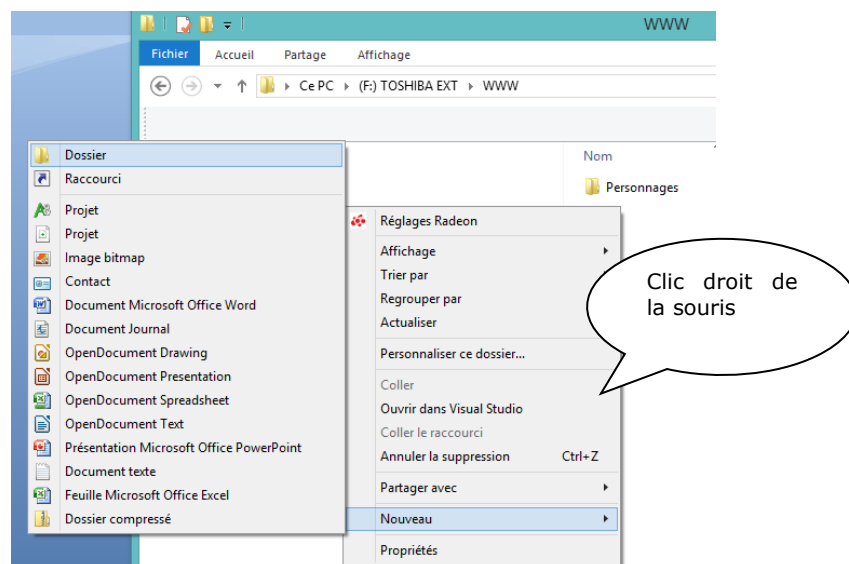 WWW
Fichier Accueil Partage Affichage
Ce PC (F:) TOSHIBA EXT WWW
Nom
Personnages
Dossier
Raccourci
Projet
Projet
Image bitmap
Contact
Document Microsoft Office Word
Document Journal
OpenDocument Drawing
OpenDocument Presentation
OpenDocument Spreadsheet
OpenDocument Text
Présentation Microsoft Office PowerPoint
Document texte
Feuille Microsoft Office Excel
Dossier compressé
Réglages Radeon
Affichage
Trier par
Regrouper par
Actualiser
Personnaliser ce dossier...
Coller
Ouvrir dans Visual Studio
Coller le raccourci
Annuler la suppression Ctrl+Z
Partager avec
Nouveau
Propriétés
Clic droit de
la souris